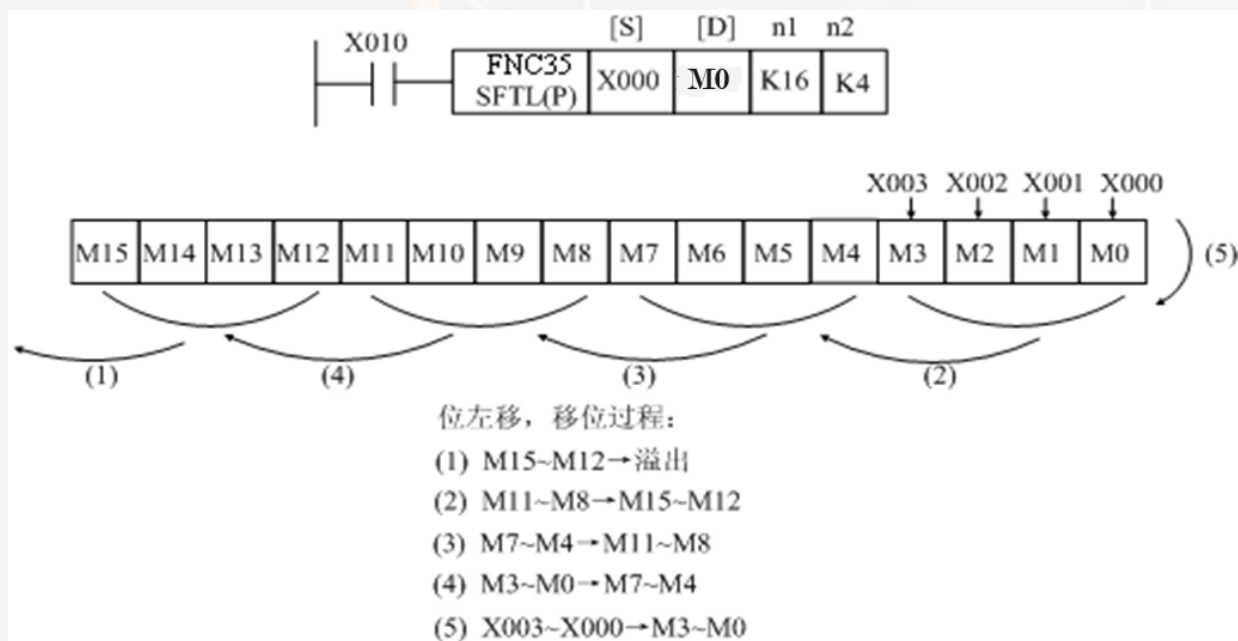 [S] [D] n1 n2
X010
FNC35
SFTL(P) X000 M0 K16 K4
X003 X002 X001 X000
M15 M14 M13 M12 M11 M10 M9 M8 M7 M6 M5 M4 M3 M2 M1 M0 (5)
(1) (4) (3) (2)
位左移，移位过程：
(1) M15~M12→溢出
(2) M11~M8→M15~M12
(3) M7~M4→M11~M8
(4) M3~M0→M7~M4
(5) X003~X000→M3~M0